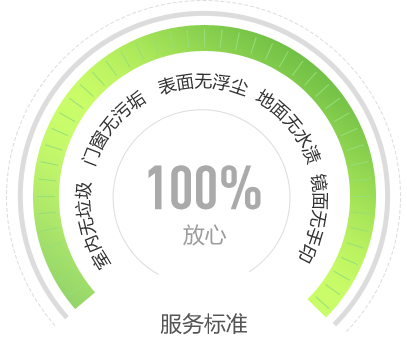 室内无垃圾
门窗无污垢
表面无浮尘
地面无水渍
镜面无手印
100%
放心
服务标准